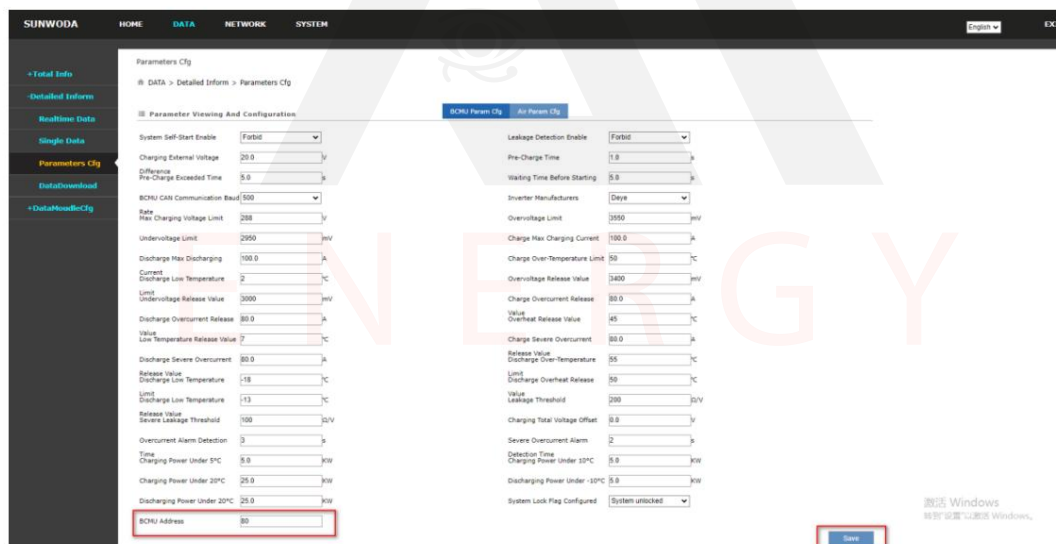 SUNWODA HOME DATA NETWORK SYSTEM English EX
Parameters Cfg
+Total Info
DATA > Detailed Inform > Parameters Cfg
-Detailed Inform
BCMU Param Cfg Air Param Cfg
Realtime Data
Parameter Viewing And Configuration
Single Data
System Self-Start Enable Forbid Leakage Detection Enable Forbid
Parameters Cfg
Charging External Voltage 20.0 V Pre-Charge Time 1.0 s
Difference
Pre-Charge Exceeded Time 5.0 s Waiting Time Before Starting 5.0 s
DataDownload
BCMU CAN Communication Baud 500 Inverter Manufacturers Deye
+DataMoudleCfg
Rate
Max Charging Voltage Limit 288 V Overvoltage Limit 3550 mV
Undervoltage Limit 2950 mV Charge Max Charging Current 100.0 A
Discharge Max Discharging 100.0 A Charge Over-Temperature Limit 50 °C
Current
Discharge Low Temperature 2 °C Overvoltage Release Value 3400 mV
Limit
Undervoltage Release Value 3000 mV Charge Overcurrent Release 80.0 A
Value
Discharge Overcurrent Release 80.0 A Overheat Release Value 45 °C
Value
Low Temperature Release Value 7 °C Charge Severe Overcurrent 80.0 A
Release Value
Discharge Severe Overcurrent 80.0 A Discharge Over-Temperature 55 °C
Release Value Limit
Discharge Low Temperature -18 °C Discharge Overheat Release 50 °C
Limit Value
Discharge Low Temperature -13 °C Leakage Threshold 200 Ω/V
Release Value
Severe Leakage Threshold 100 Ω/V Charging Total Voltage Offset 0.0 V
Overcurrent Alarm Detection 3 s Severe Overcurrent Alarm 2 s
Time Detection Time
Charging Power Under 5°C 5.0 KW Charging Power Under 10°C 5.0 KW
Charging Power Under 20°C 25.0 KW Discharging Power Under -10°C 5.0 KW
Discharging Power Under 20°C 25.0 KW System Lock Flag Configured System unlocked
BCMU Address 80
Save
激活 Windows
转到"设置"以激活 Windows。
ENERGY